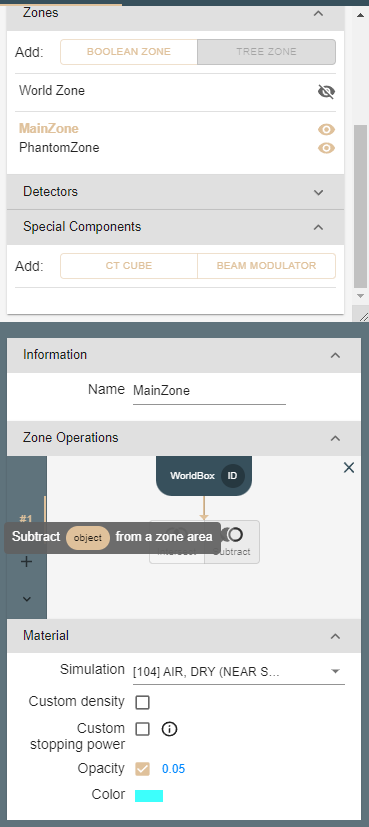 Zones
Add: BOOLEAN ZONE TREE ZONE
World Zone
MainZone
PhantomZone
Detectors
Special Components
Add: CT CUBE BEAM MODULATOR
Information
Name MainZone
Zone Operations
WorldBox ID
#1
Subtract object from a zone area
Intersect Subtract
Material
Simulation [104] AIR, DRY (NEAR S...
Custom density
Custom
stopping power
Opacity 0.05
Color